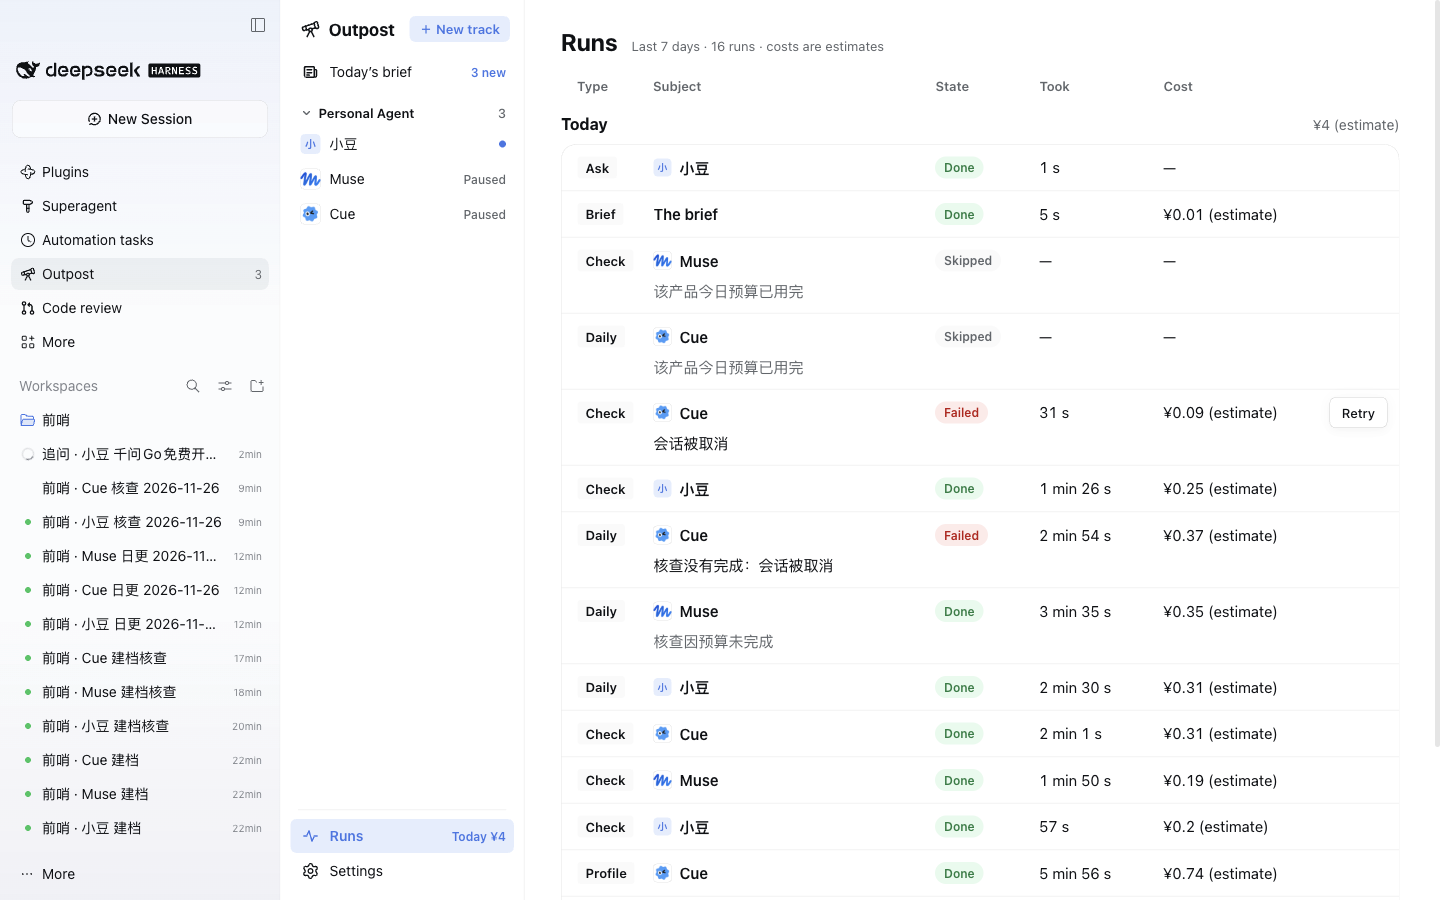 deepseek HARNESS
New Session
Plugins
Superagent
Automation tasks
Outpost 3
Code review
More
Workspaces
前哨
追问 · 小豆 千问Go免费开... 2min
前哨 · Cue 核查 2026-11-26 9min
前哨 · 小豆 核查 2026-11-26 9min
前哨 · Muse 日更 2026-11... 12min
前哨 · Cue 日更 2026-11-26 12min
前哨 · 小豆 日更 2026-11-... 12min
前哨 · Cue 建档核查 17min
前哨 · Muse 建档核查 18min
前哨 · 小豆 建档核查 20min
前哨 · Cue 建档 22min
前哨 · Muse 建档 22min
前哨 · 小豆 建档 22min
More
Outpost + New track
Today's brief 3 new
Personal Agent 3
小 小豆
Muse Paused
Cue Paused
Runs Today ¥4
Settings
Runs Last 7 days · 16 runs · costs are estimates
Type Subject State Took Cost
Today ¥4 (estimate)
Ask 小 小豆 Done 1 s —
Brief The brief Done 5 s ¥0.01 (estimate)
Check Muse Skipped — —
该产品今日预算已用完
Daily Cue Skipped — —
该产品今日预算已用完
Check Cue Failed 31 s ¥0.09 (estimate) Retry
会话被取消
Check 小 小豆 Done 1 min 26 s ¥0.25 (estimate)
Daily Cue Failed 2 min 54 s ¥0.37 (estimate)
核查没有完成：会话被取消
Daily Muse Done 3 min 35 s ¥0.35 (estimate)
核查因预算未完成
Daily 小 小豆 Done 2 min 30 s ¥0.31 (estimate)
Check Cue Done 2 min 1 s ¥0.31 (estimate)
Check Muse Done 1 min 50 s ¥0.19 (estimate)
Check 小 小豆 Done 57 s ¥0.2 (estimate)
Profile Cue Done 5 min 56 s ¥0.74 (estimate)